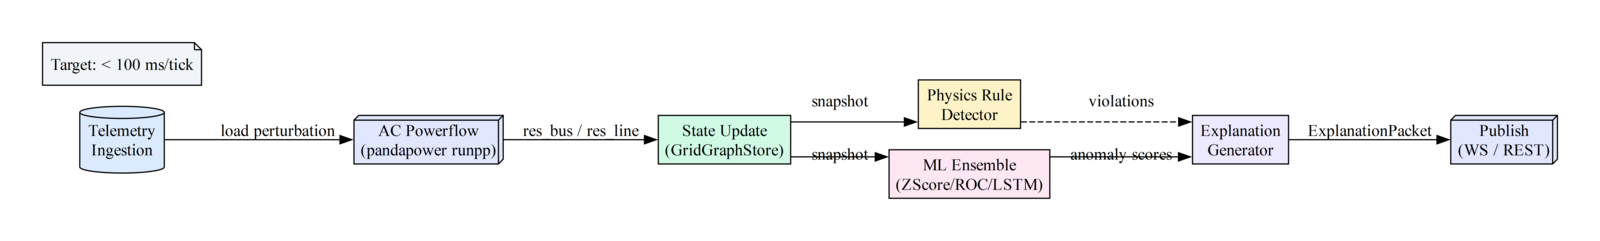 Target: < 100 ms/tick
Telemetry
Ingestion
load perturbation
AC Powerflow
(pandapower runpp)
res_bus / res_line
State Update
(GridGraphStore)
snapshot
snapshot
Physics Rule
Detector
ML Ensemble
(ZScore/ROC/LSTM)
violations
anomaly scores
Explanation
Generator
ExplanationPacket
Publish
(WS / REST)